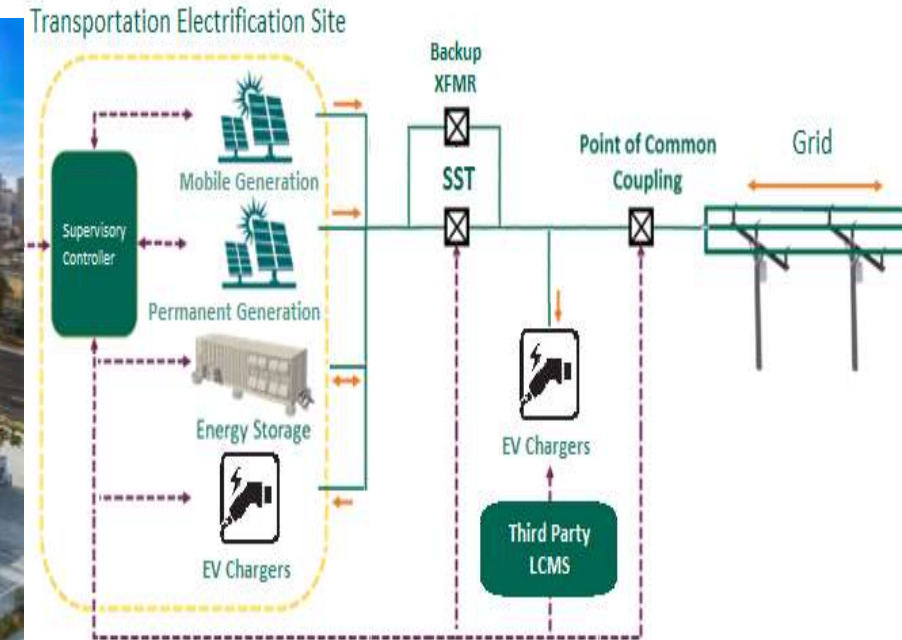 Transportation Electrification Site
Backup
XFMR
Mobile Generation
SST
Point of Common
Coupling
Grid
Supervisory
Controller
Permanent Generation
Energy Storage
EV Chargers
EV Chargers
Third Party
LCMS